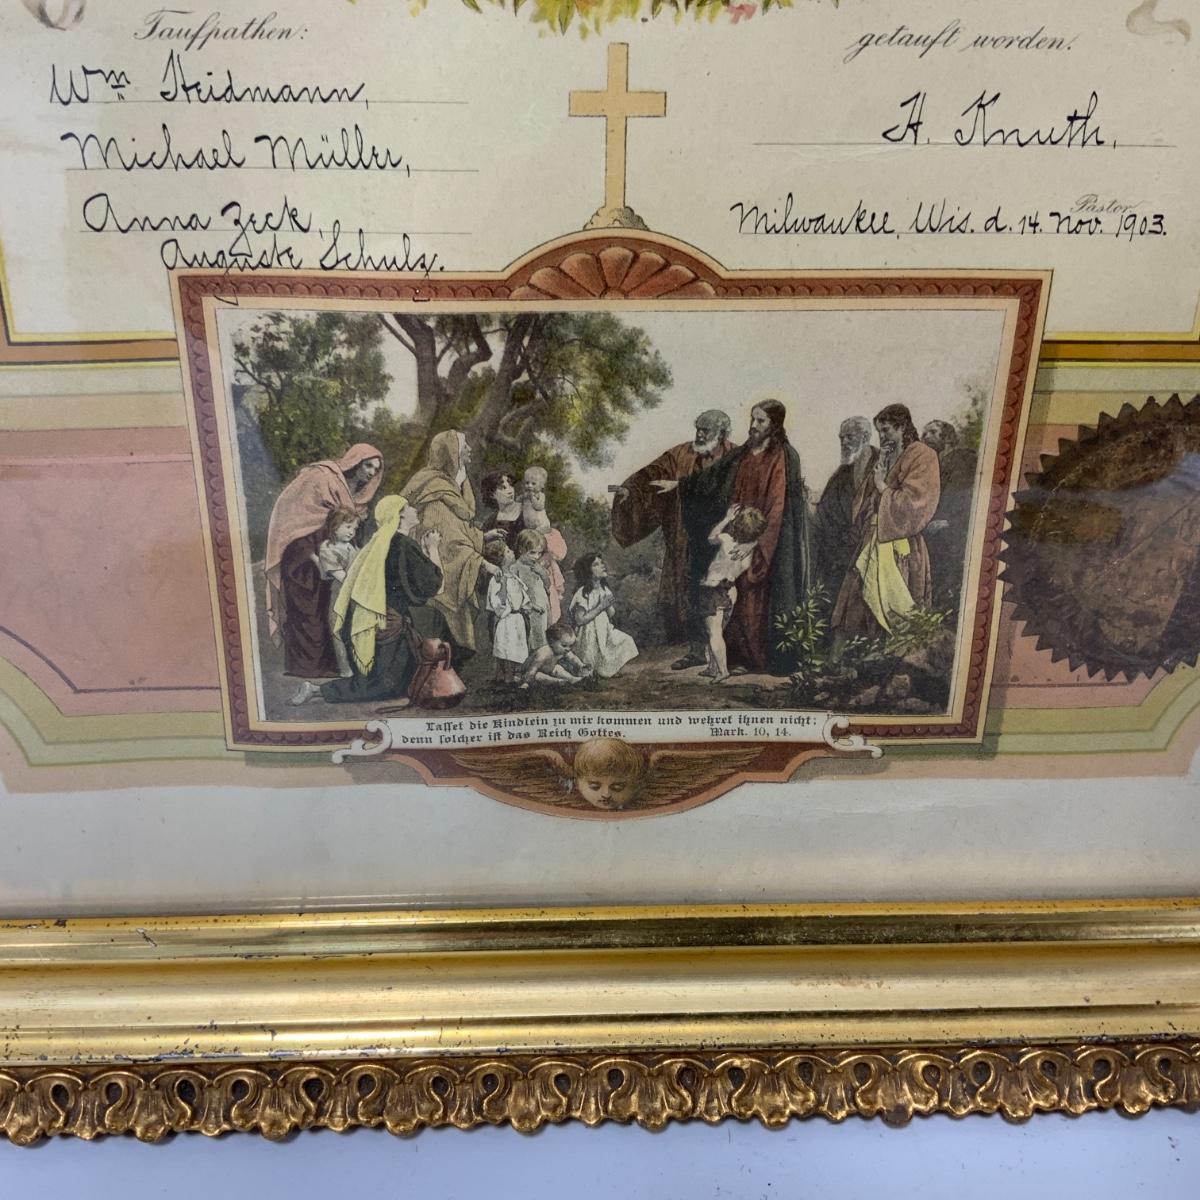 Taufpathen:
Wm Heidmann,
Michael Müller,
Anna Zeck,
Auguste Schulz.
getauft worden.
H. Knuth,
Pastor
Milwaukee, Wis. d. 14. Nov. 1903.
Lasset die Kindlein zu mir kommen und wehret ihnen nicht;
denn solcher ist das Reich Gottes. Mark. 10, 14.